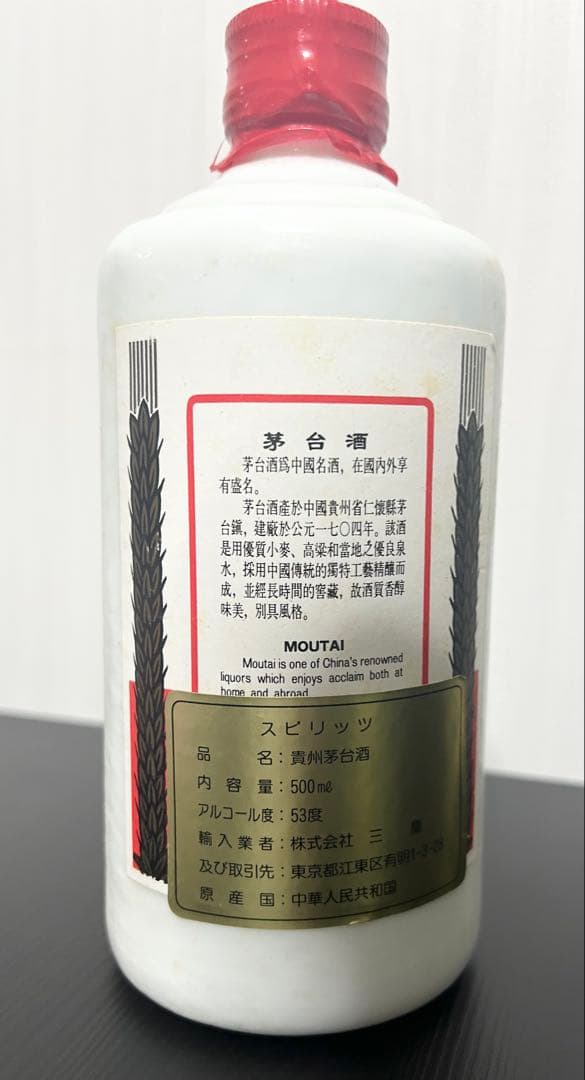 茅台酒
茅台酒爲中國名酒，在國內外享
有盛名。
茅台酒產於中國貴州省仁懷縣茅
台鎭，建廠於公元一七〇四年。該酒
是用優質小麥、高梁和當地之優良泉
水，採用中國傳統的獨特工藝精釀而
成，並經長時間的窖藏，故酒質香醇
味美，別具風格。
MOUTAI
Moutai is one of China's renowned
liquors which enjoys acclaim both at
home and abroad
スピリッツ
品名：貴州茅台酒
内容量：500㎖
アルコール度：53度
輸入業者：株式会社 三
及び取引先：東京都江東区有明1-3-
原産国：中華人民共和国